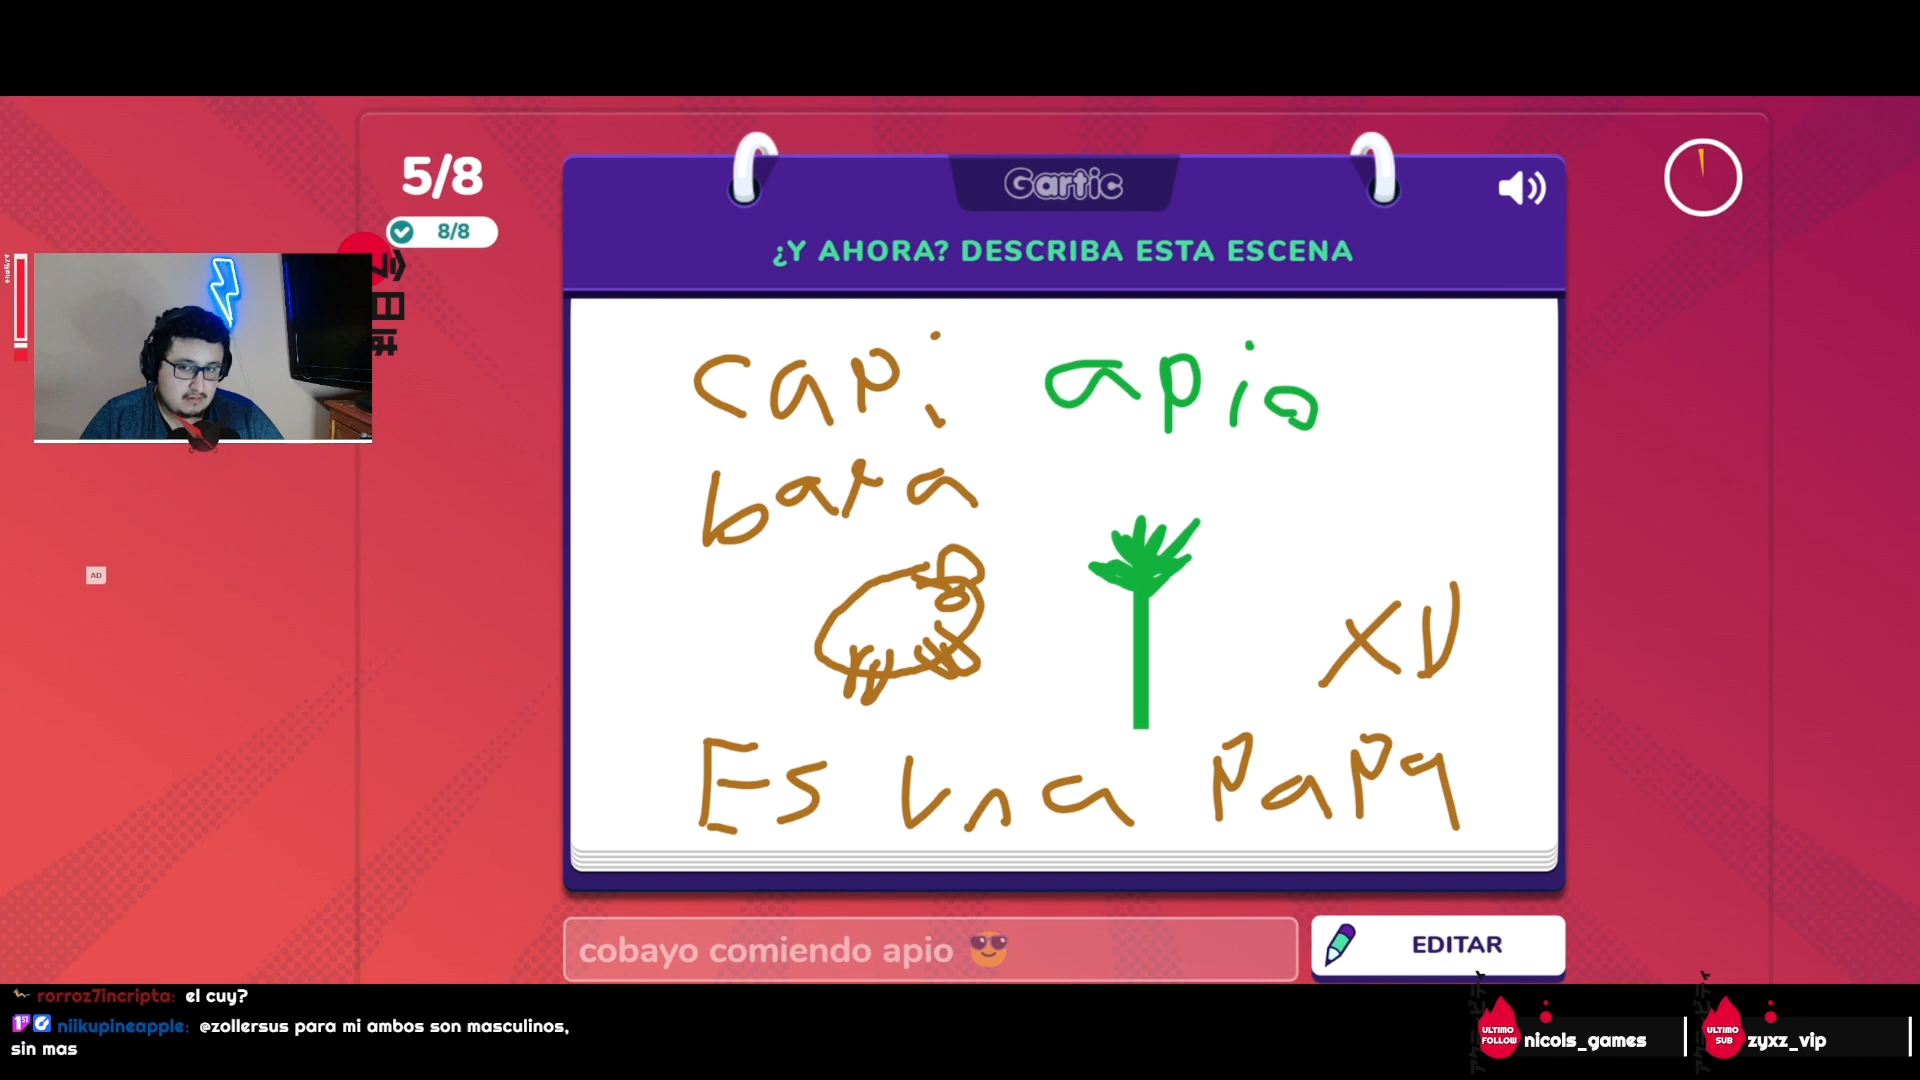 5/8
8/8
Gartic
¿Y AHORA? DESCRIBA ESTA ESCENA
capi apio
bara
XD
Es una papa
cobayo comiendo apio 😎
EDITAR
AD
rorroz7incripta: el cuy?
1ST niikupineapple: @zollersus para mi ambos son masculinos,
sin mas
ULTIMO
FOLLOW nicols_games
ULTIMO
SUB zyxz_vip